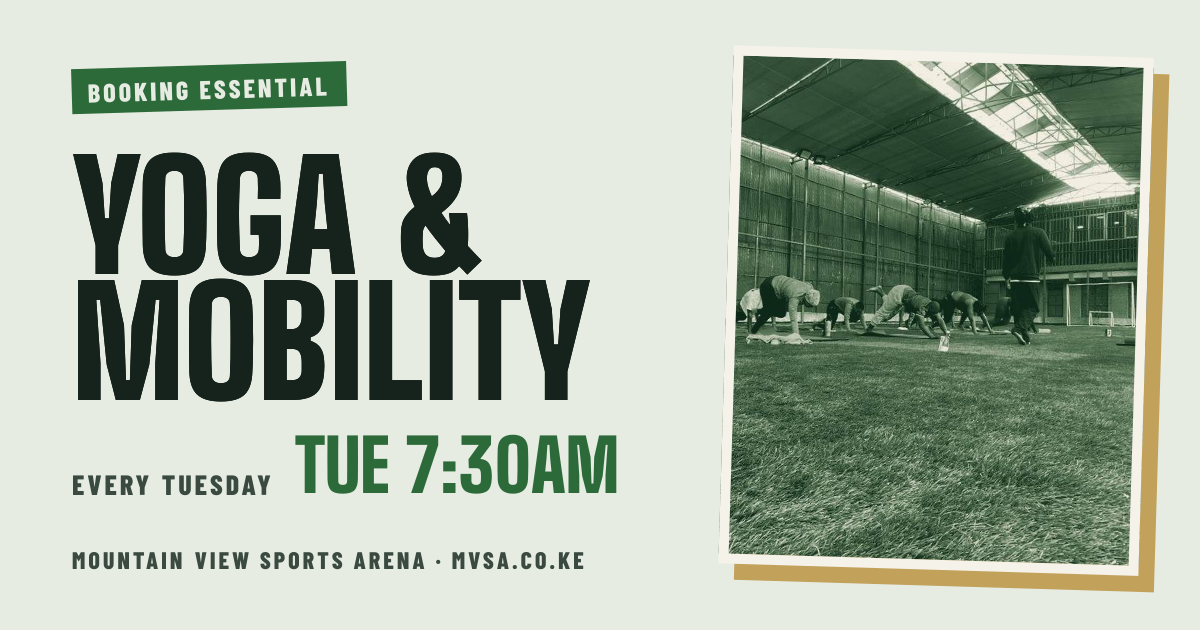 BOOKING ESSENTIAL
YOGA &
MOBILITY
EVERY TUESDAY TUE 7:30AM
MOUNTAIN VIEW SPORTS ARENA · MVSA.CO.KE